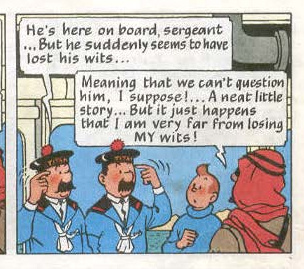 He's here on board, sergeant
...But he suddenly seems to have
lost his wits...
Meaning that we can't question
him, I suppose!... A neat little
story... But it just happens
that I am very far from losing
MY wits!